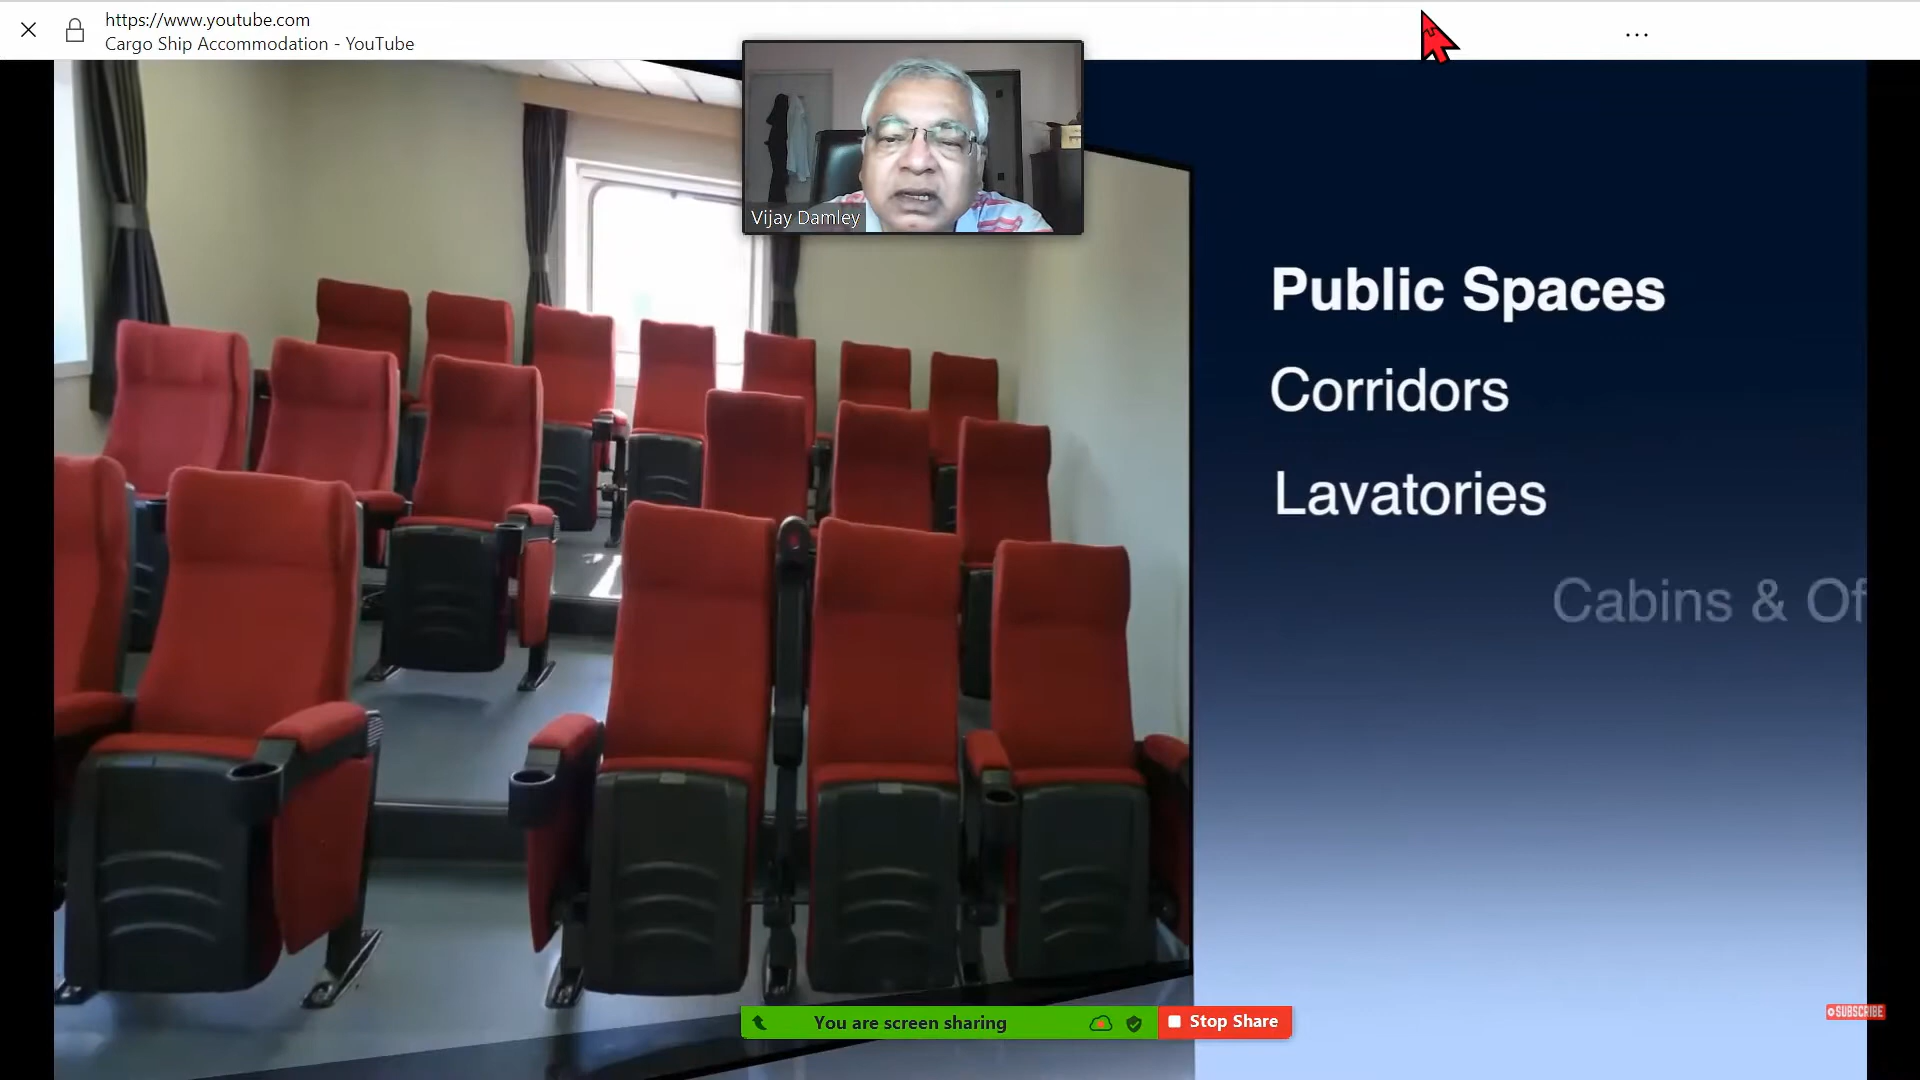 https://www.youtube.com
Cargo Ship Accommodation - YouTube
Vijay Damley
Public Spaces
Corridors
Lavatories
Cabins & Of
You are screen sharing
Stop Share
SUBSCRIBE